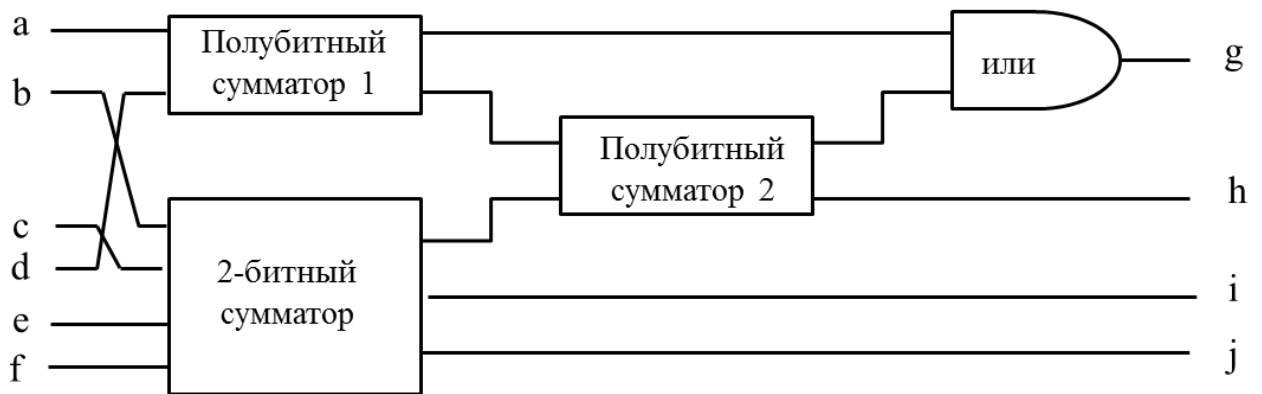 a
Полубитный
сумматор 1
b
или
g
Полубитный
сумматор 2
h
c
d
2-битный
сумматор
i
e
f
j